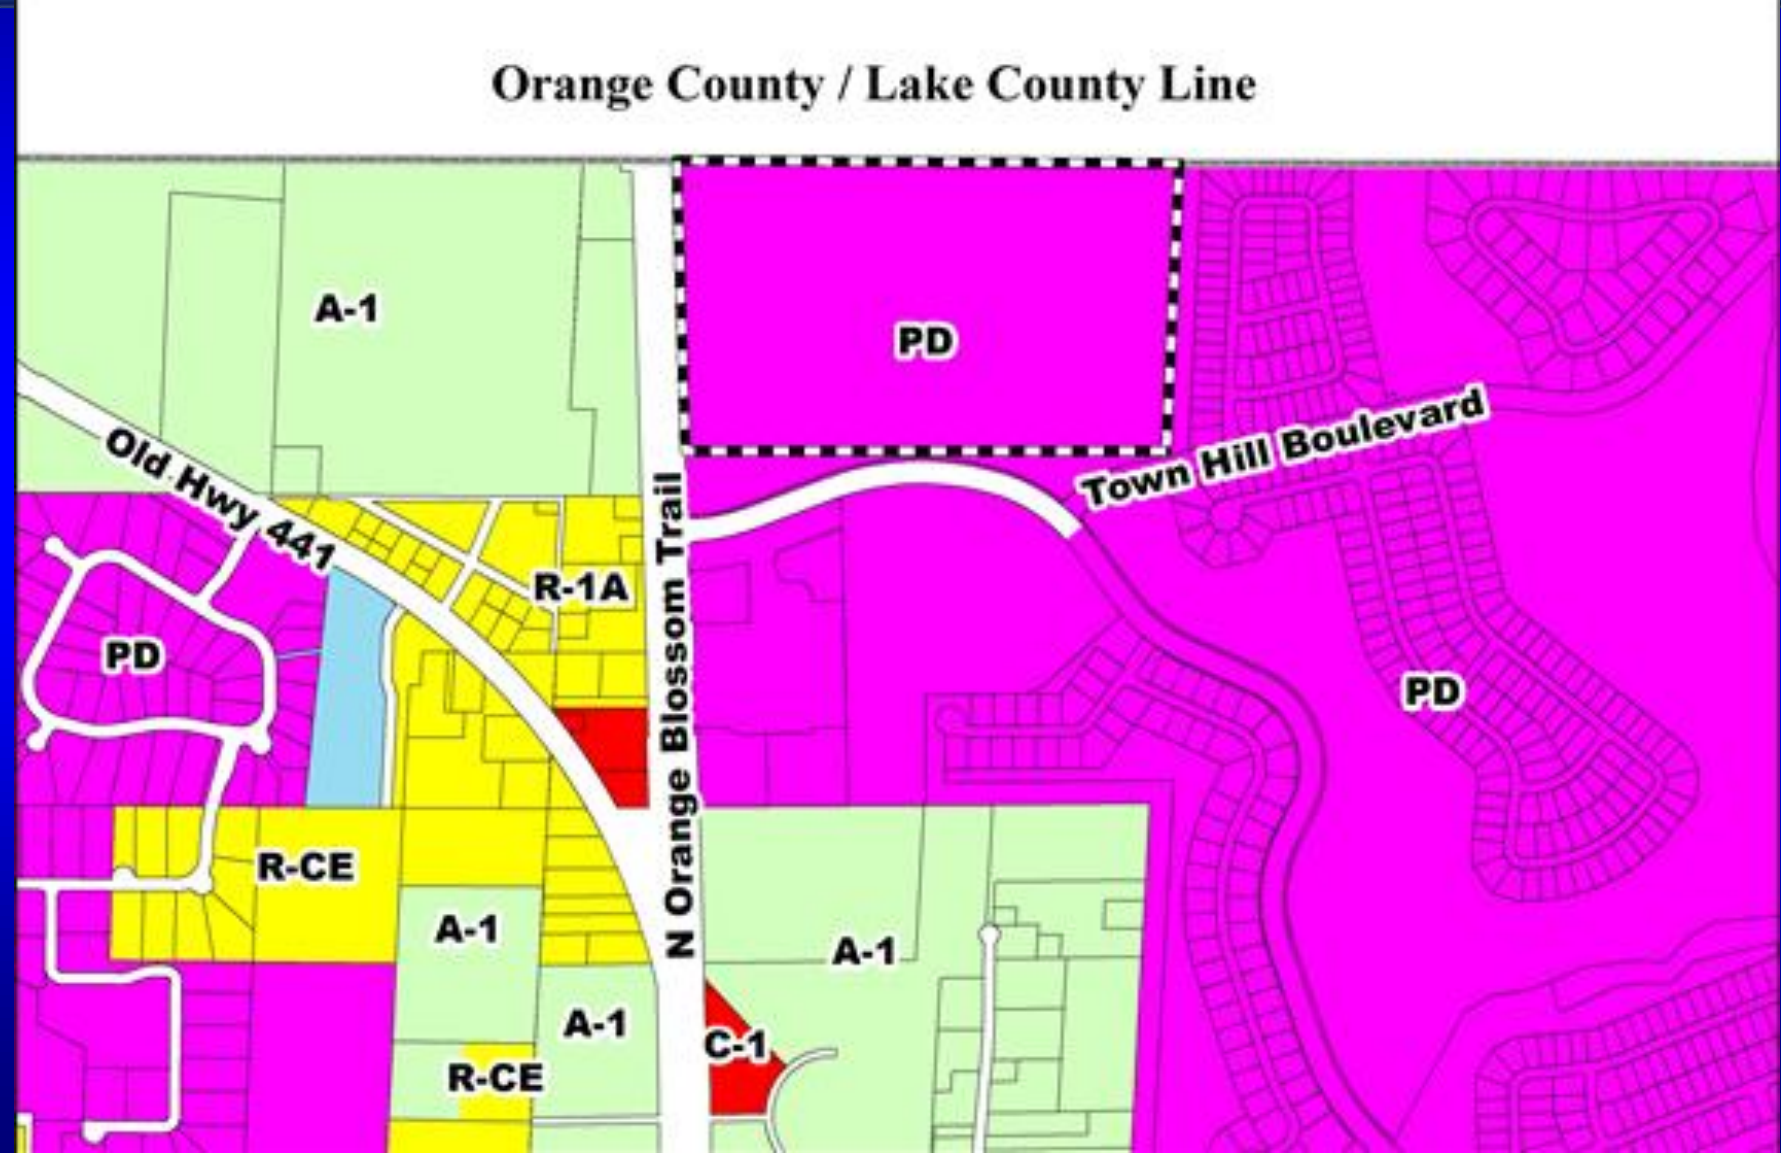 Orange County / Lake County Line
A-1
PD
Town Hill Boulevard
Old Hwy 441
N Orange Blossom Trail
R-1A
PD
PD
R-CE
A-1
A-1
A-1
C-1
R-CE